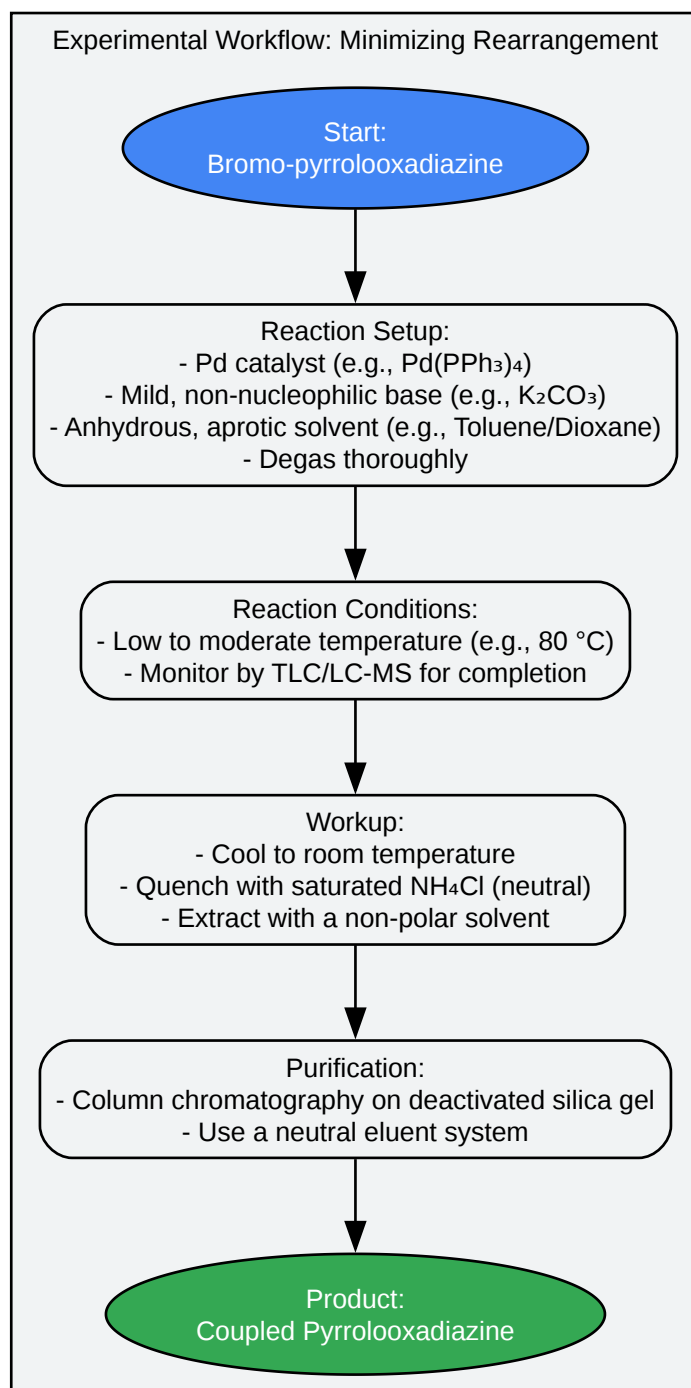 Experimental Workflow: Minimizing Rearrangement
Start:
Bromo-pyrrolooxadiazine
Reaction Setup:
- Pd catalyst (e.g., Pd(PPh₃)₄)
- Mild, non-nucleophilic base (e.g., K₂CO₃)
- Anhydrous, aprotic solvent (e.g., Toluene/Dioxane)
- Degas thoroughly
Reaction Conditions:
- Low to moderate temperature (e.g., 80 °C)
- Monitor by TLC/LC-MS for completion
Workup:
- Cool to room temperature
- Quench with saturated NH₄Cl (neutral)
- Extract with a non-polar solvent
Purification:
- Column chromatography on deactivated silica gel
- Use a neutral eluent system
Product:
Coupled Pyrrolooxadiazine